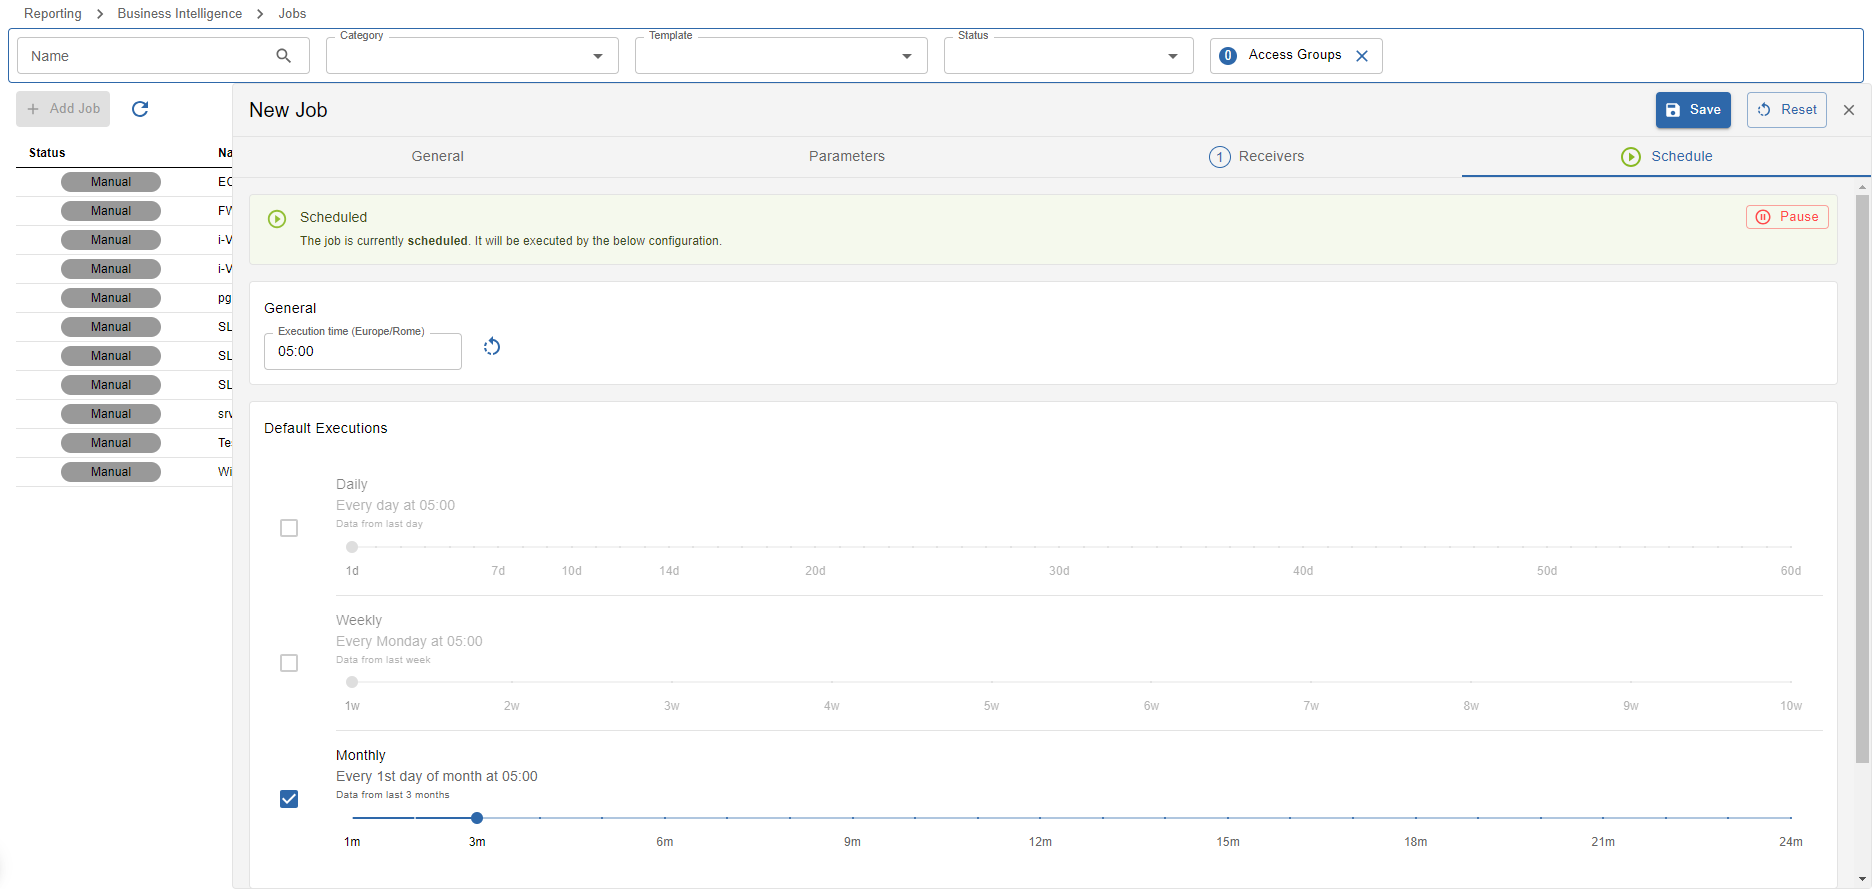 Reporting > Business Intelligence > Jobs
Name
Category
Template
Status
0 Access Groups
+ Add Job
New Job
Save
Reset
General
Parameters
1 Receivers
Schedule
Status
Na
Manual
EC
Manual
FW
Manual
i-V
Manual
i-V
Manual
pg
Manual
SL
Manual
SL
Manual
SL
Manual
srv
Manual
Te
Manual
Wi
Scheduled
The job is currently scheduled. It will be executed by the below configuration.
Pause
General
Execution time (Europe/Rome)
05:00
Default Executions
Daily
Every day at 05:00
Data from last day
1d 7d 10d 14d 20d 30d 40d 50d 60d
Weekly
Every Monday at 05:00
Data from last week
1w 2w 3w 4w 5w 6w 7w 8w 9w 10w
Monthly
Every 1st day of month at 05:00
Data from last 3 months
1m 3m 6m 9m 12m 15m 18m 21m 24m